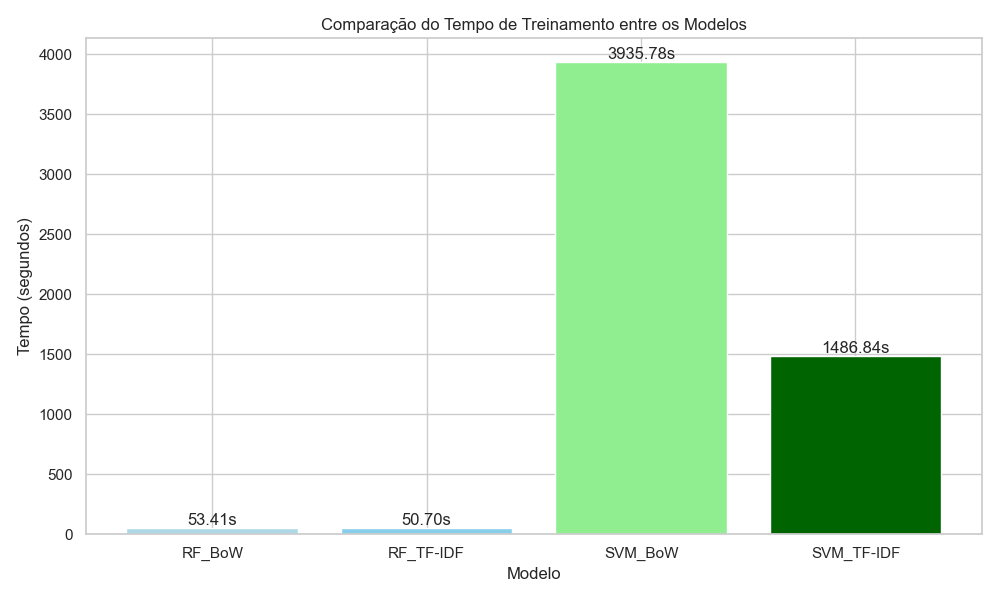 Comparação do Tempo de Treinamento entre os Modelos
Tempo (segundos)
4000
3500
3000
2500
2000
1500
1000
500
0
53.41s
50.70s
3935.78s
1486.84s
RF_BoW
RF_TF-IDF
SVM_BoW
SVM_TF-IDF
Modelo